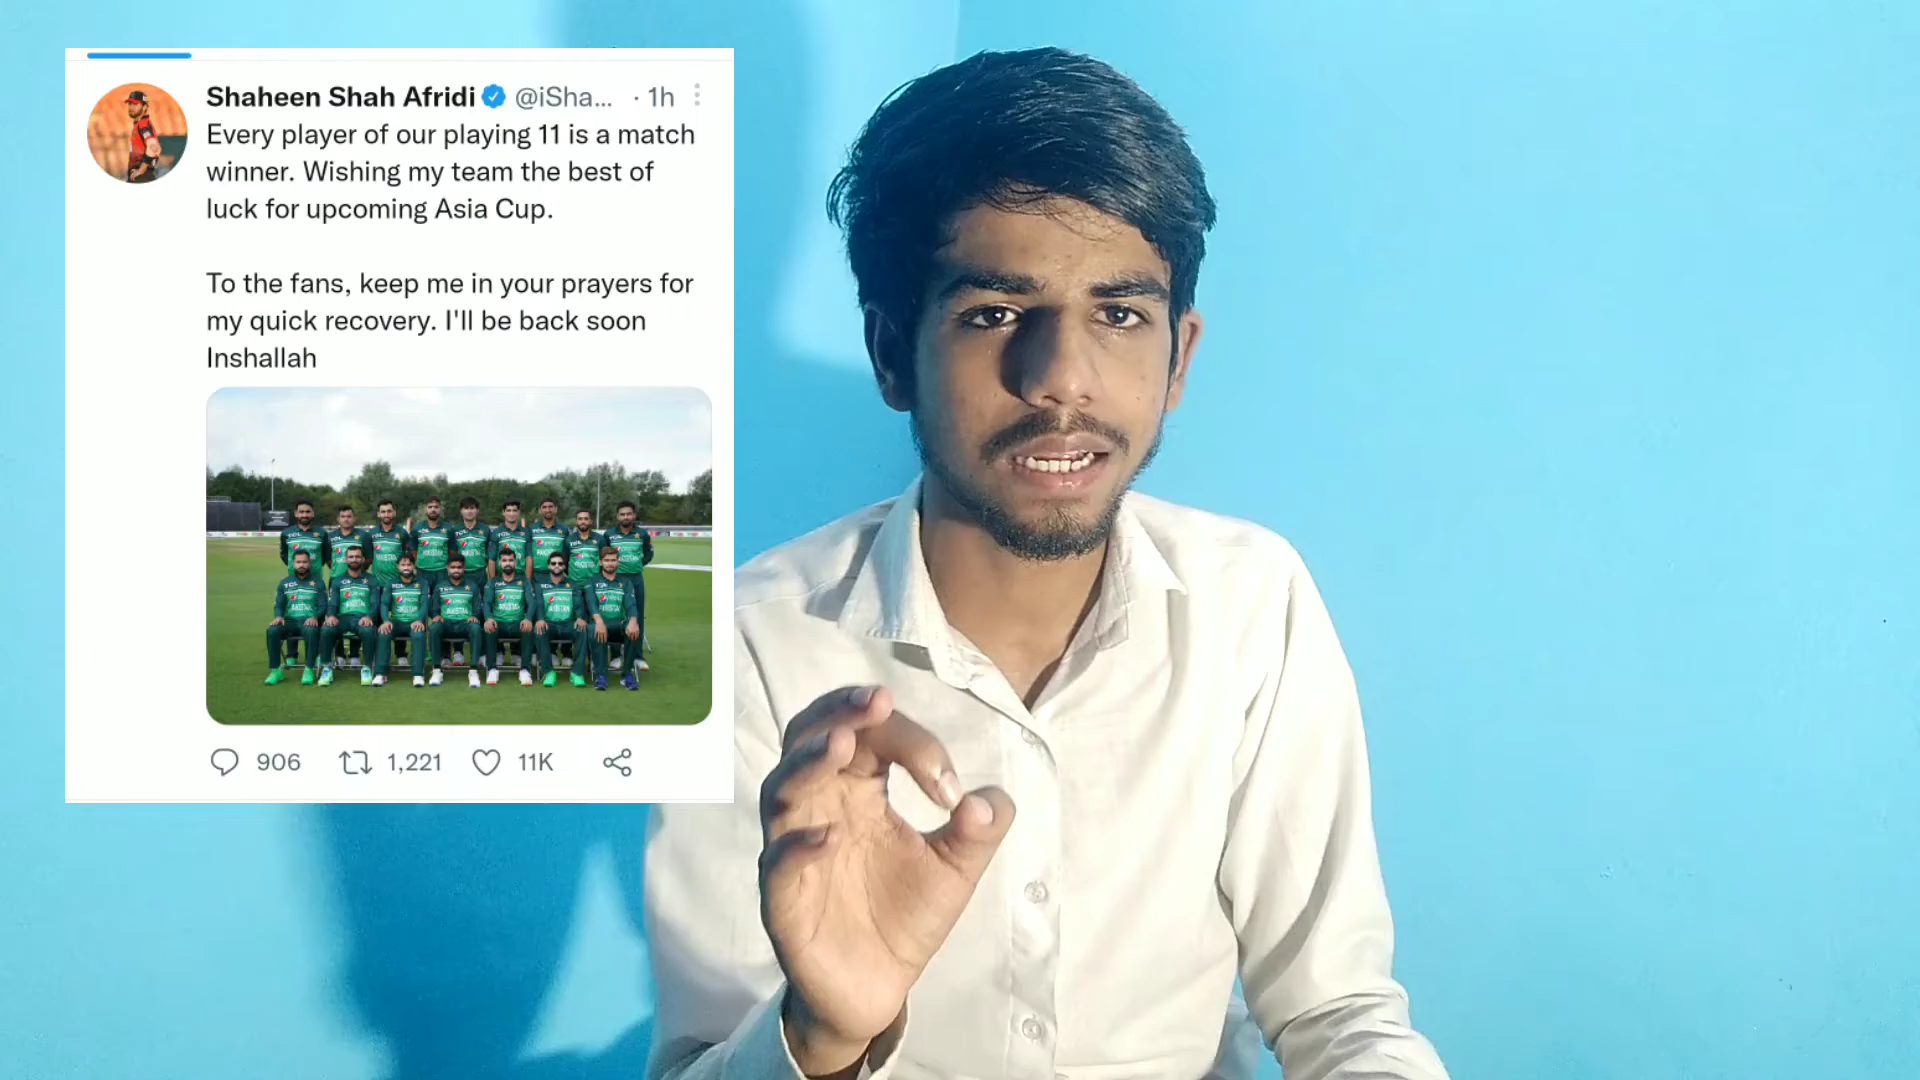 Shaheen Shah Afridi @iSha... · 1h
Every player of our playing 11 is a match
winner. Wishing my team the best of
luck for upcoming Asia Cup.
To the fans, keep me in your prayers for
my quick recovery. I'll be back soon
Inshallah
906 1,221 11K